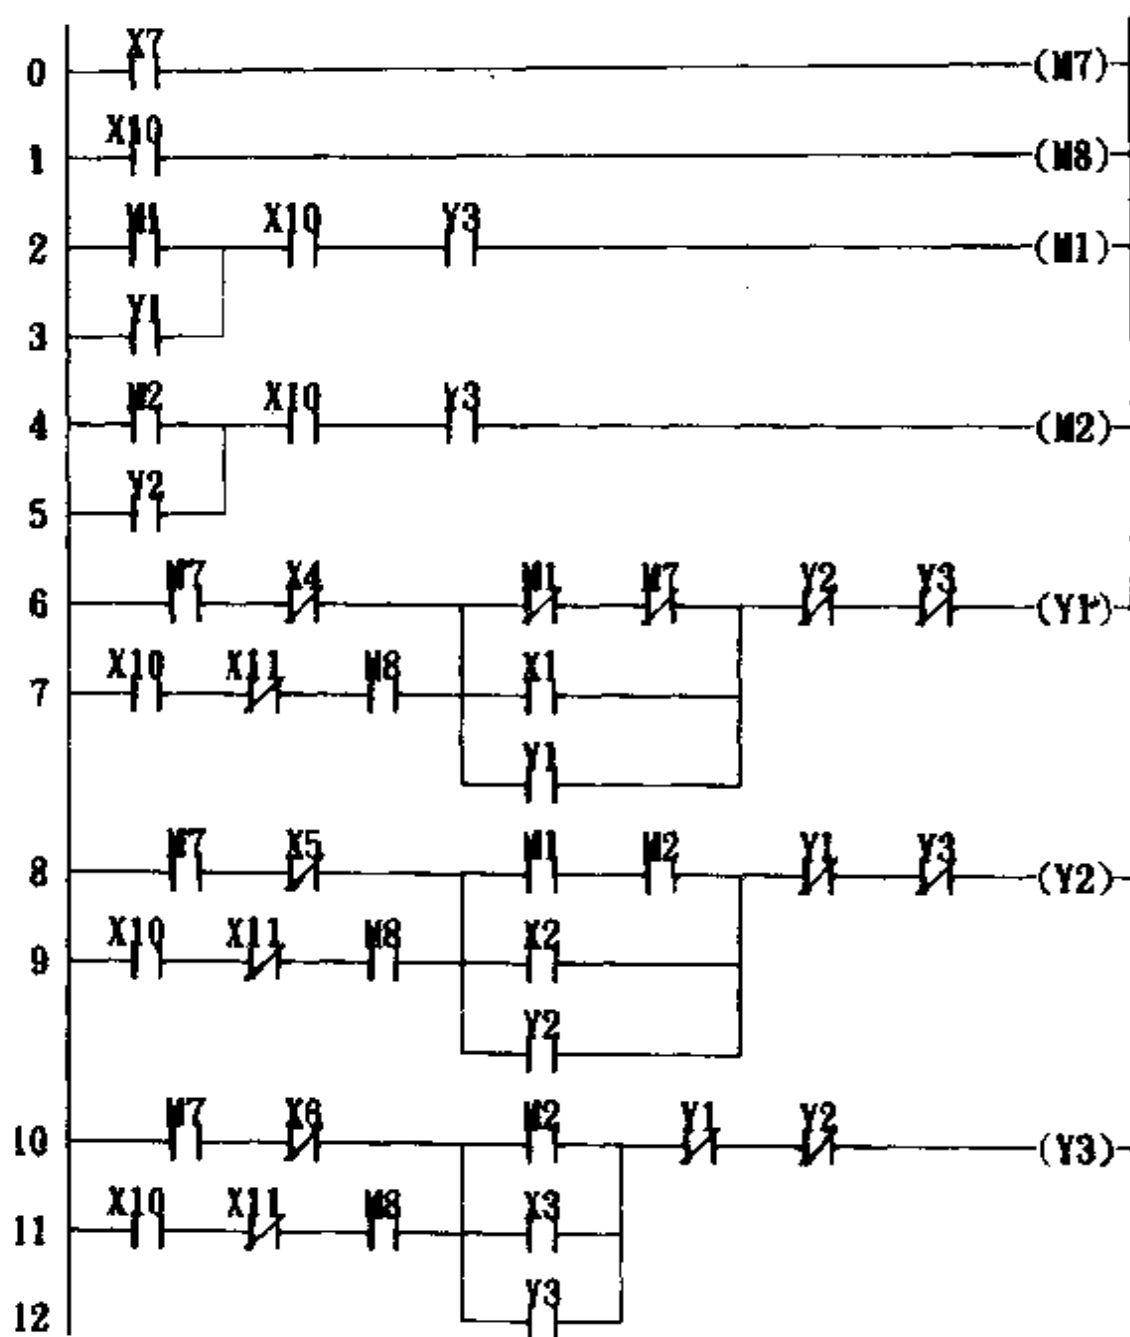 X7
0 (M7)
X10
1 (M8)
M1 X10 Y3
2 (M1)
Y1
3
M2 X10 Y3
4 (M2)
Y2
5
M7 X4 M1 M7 Y2 Y3
6 (Y1)
X10 X11 M8 X1
7
Y1
M7 X5 M1 M2 Y1 Y3
8 (Y2)
X10 X11 M8 X2
9
Y2
M7 X6 M2 Y1 Y2
10 (Y3)
X10 X11 M8 X3
11
Y3
12